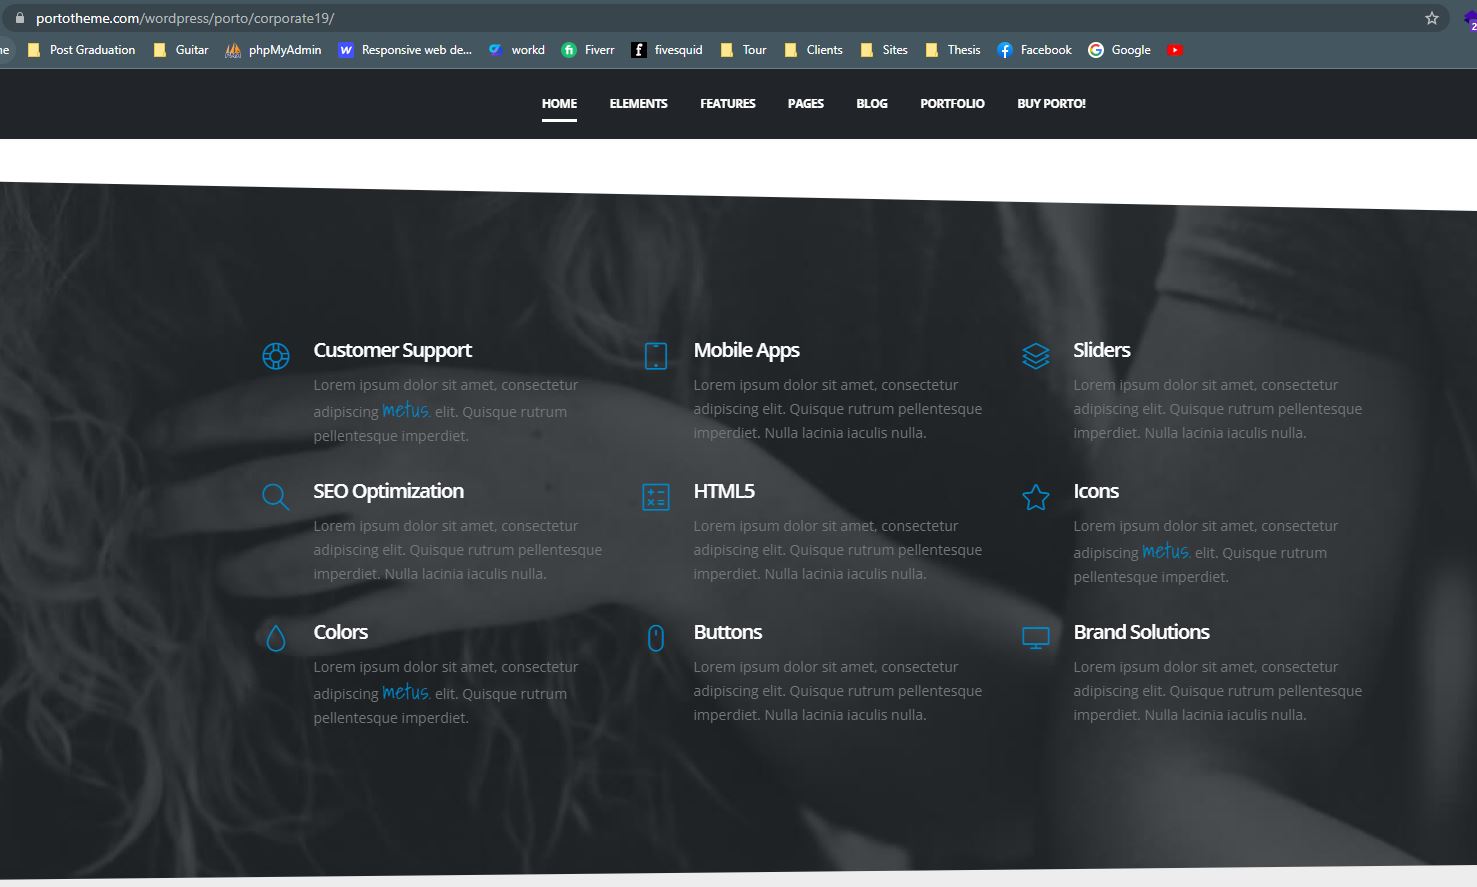 portotheme.com/wordpress/porto/corporate19/
2
ne Post Graduation Guitar phpMyAdmin Responsive web de... workd Fiverr fivesquid Tour Clients Sites Thesis Facebook Google
HOME ELEMENTS FEATURES PAGES BLOG PORTFOLIO BUY PORTO!
Customer Support
Lorem ipsum dolor sit amet, consectetur
adipiscing metus. elit. Quisque rutrum
pellentesque imperdiet.
Mobile Apps
Lorem ipsum dolor sit amet, consectetur
adipiscing elit. Quisque rutrum pellentesque
imperdiet. Nulla lacinia iaculis nulla.
Sliders
Lorem ipsum dolor sit amet, consectetur
adipiscing elit. Quisque rutrum pellentesque
imperdiet. Nulla lacinia iaculis nulla.
SEO Optimization
Lorem ipsum dolor sit amet, consectetur
adipiscing elit. Quisque rutrum pellentesque
imperdiet. Nulla lacinia iaculis nulla.
HTML5
Lorem ipsum dolor sit amet, consectetur
adipiscing elit. Quisque rutrum pellentesque
imperdiet. Nulla lacinia iaculis nulla.
Icons
Lorem ipsum dolor sit amet, consectetur
adipiscing metus. elit. Quisque rutrum
pellentesque imperdiet.
Colors
Lorem ipsum dolor sit amet, consectetur
adipiscing metus. elit. Quisque rutrum
pellentesque imperdiet.
Buttons
Lorem ipsum dolor sit amet, consectetur
adipiscing elit. Quisque rutrum pellentesque
imperdiet. Nulla lacinia iaculis nulla.
Brand Solutions
Lorem ipsum dolor sit amet, consectetur
adipiscing elit. Quisque rutrum pellentesque
imperdiet. Nulla lacinia iaculis nulla.